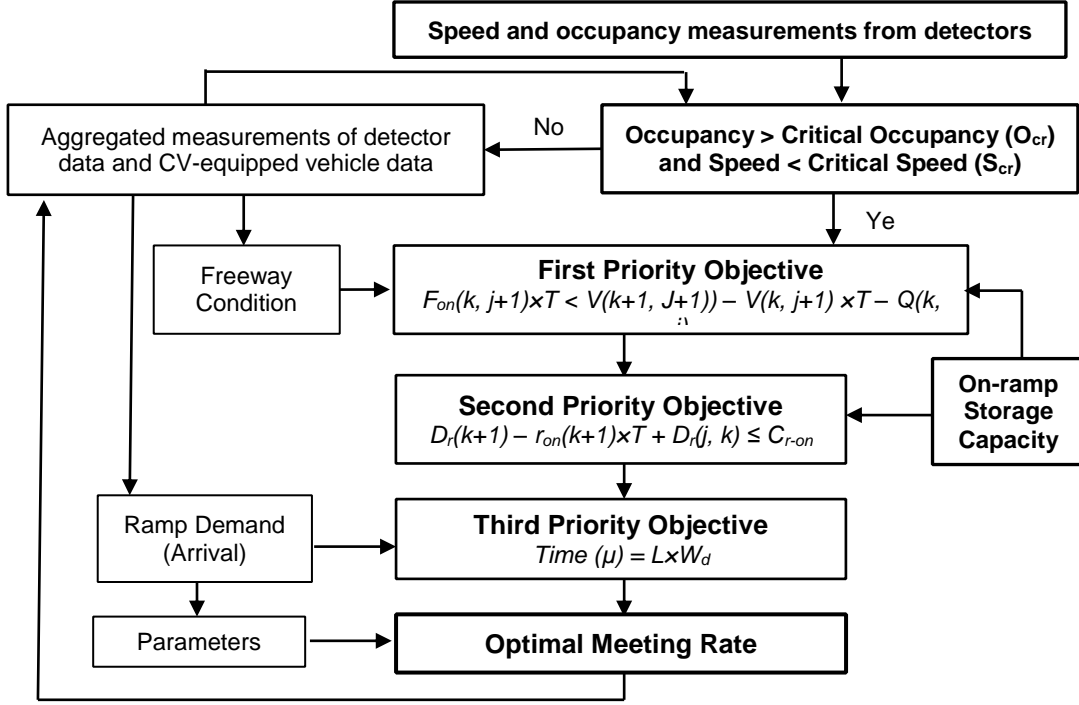 Speed and occupancy measurements from detectors
Aggregated measurements of detector
data and CV-equipped vehicle data
No
Occupancy > Critical Occupancy (Ocr)
and Speed < Critical Speed (Scr)
Ye
Freeway
Condition
First Priority Objective
Fon(k, j+1)×T < V(k+1, J+1)) – V(k, j+1) ×T – Q(k,
On-ramp
Storage
Capacity
Second Priority Objective
Dr(k+1) – ron(k+1)×T + Dr(j, k) ≤ Cr-on
Ramp Demand
(Arrival)
Third Priority Objective
Time (μ) = L×Wd
Parameters
Optimal Meeting Rate